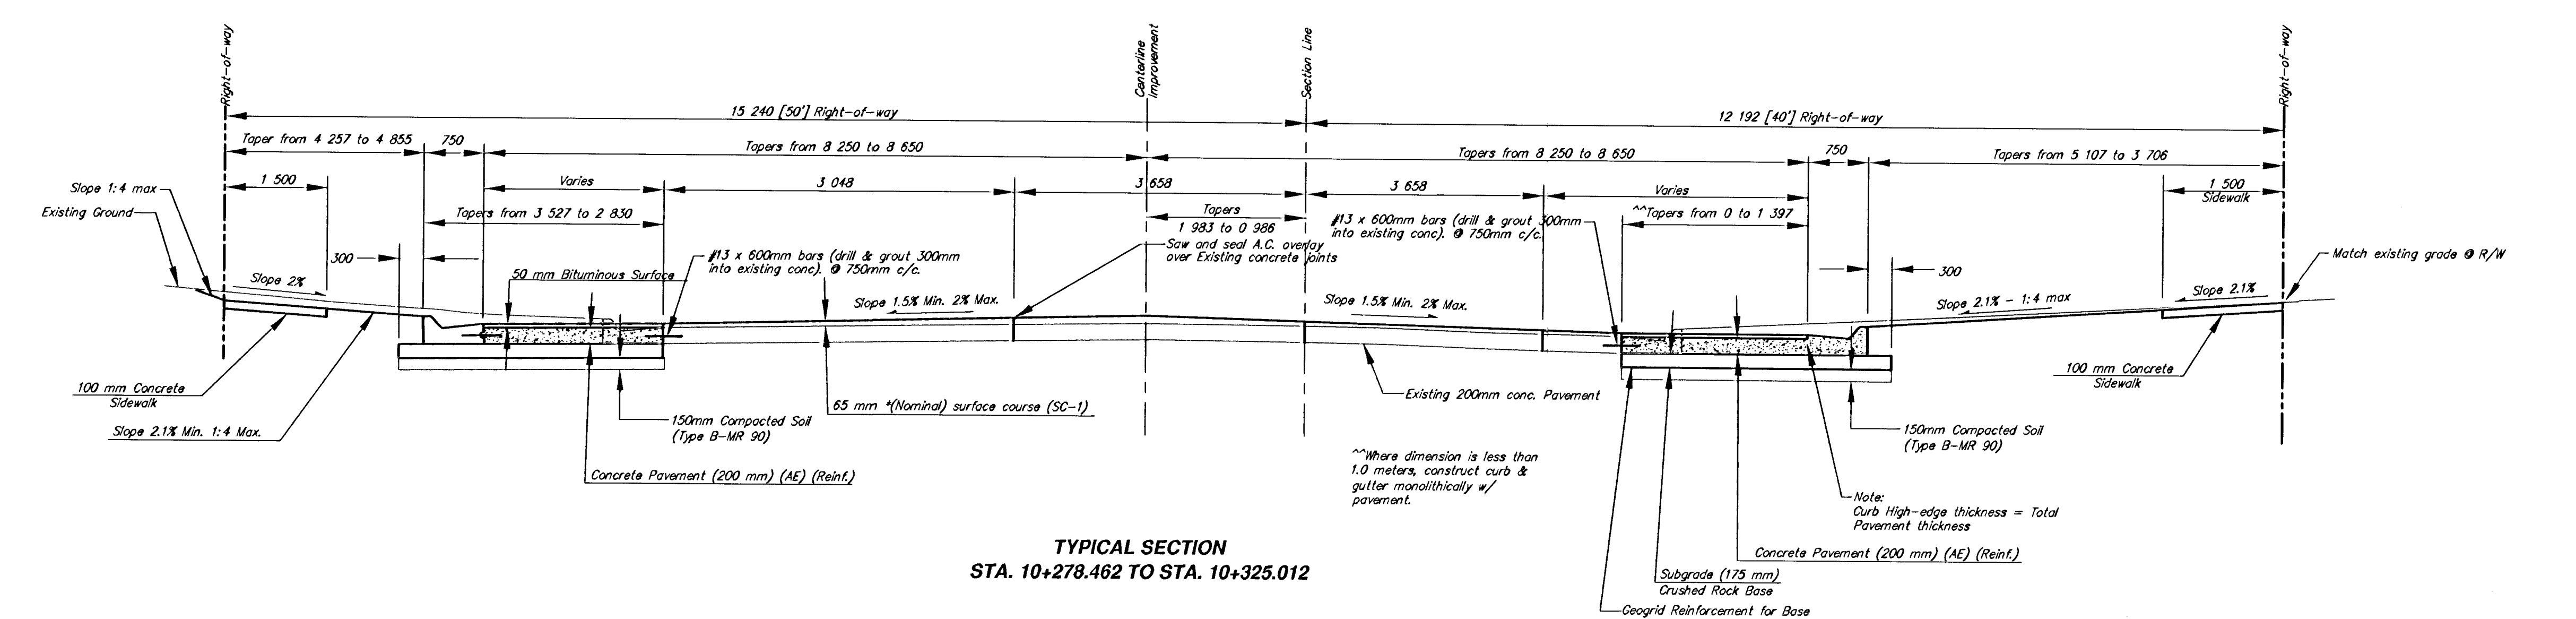 Right-of-way
Centerline
Improvement
Section Line
Right-of-way
15 240 [50'] Right-of-way
12 192 [40'] Right-of-way
Taper from 4 257 to 4 855
750
Tapers from 8 250 to 8 650
Tapers from 8 250 to 8 650
750
Tapers from 5 107 to 3 706
Slope 1:4 max
1 500
Varies
3 048
3 658
3 658
Varies
1 500
Sidewalk
Existing Ground
Tapers from 3 527 to 2 830
Tapers
1 983 to 0 986
#13 x 600mm bars (drill & grout 300mm
into existing conc). @ 750mm c/c.
^^Tapers from 0 to 1 397
300
#13 x 600mm bars (drill & grout 300mm
into existing conc). @ 750mm c/c.
Saw and seal A.C. overlay
over Existing concrete joints
300
Match existing grade @ R/W
Slope 2%
50 mm Bituminous Surface
Slope 1.5% Min. 2% Max.
Slope 1.5% Min. 2% Max.
Slope 2.1% - 1:4 max
Slope 2.1%
100 mm Concrete
Sidewalk
Slope 2.1% Min. 1:4 Max.
65 mm *(Nominal) surface course (SC-1)
150mm Compacted Soil
(Type B-MR 90)
Concrete Pavement (200 mm) (AE) (Reinf.)
Existing 200mm conc. Pavement
^^Where dimension is less than
1.0 meters, construct curb &
gutter monolithically w/
pavement.
100 mm Concrete
Sidewalk
150mm Compacted Soil
(Type B-MR 90)
Note:
Curb High-edge thickness = Total
Pavement thickness
Concrete Pavement (200 mm) (AE) (Reinf.)
Subgrade (175 mm)
Crushed Rock Base
Geogrid Reinforcement for Base
TYPICAL SECTION
STA. 10+278.462 TO STA. 10+325.012